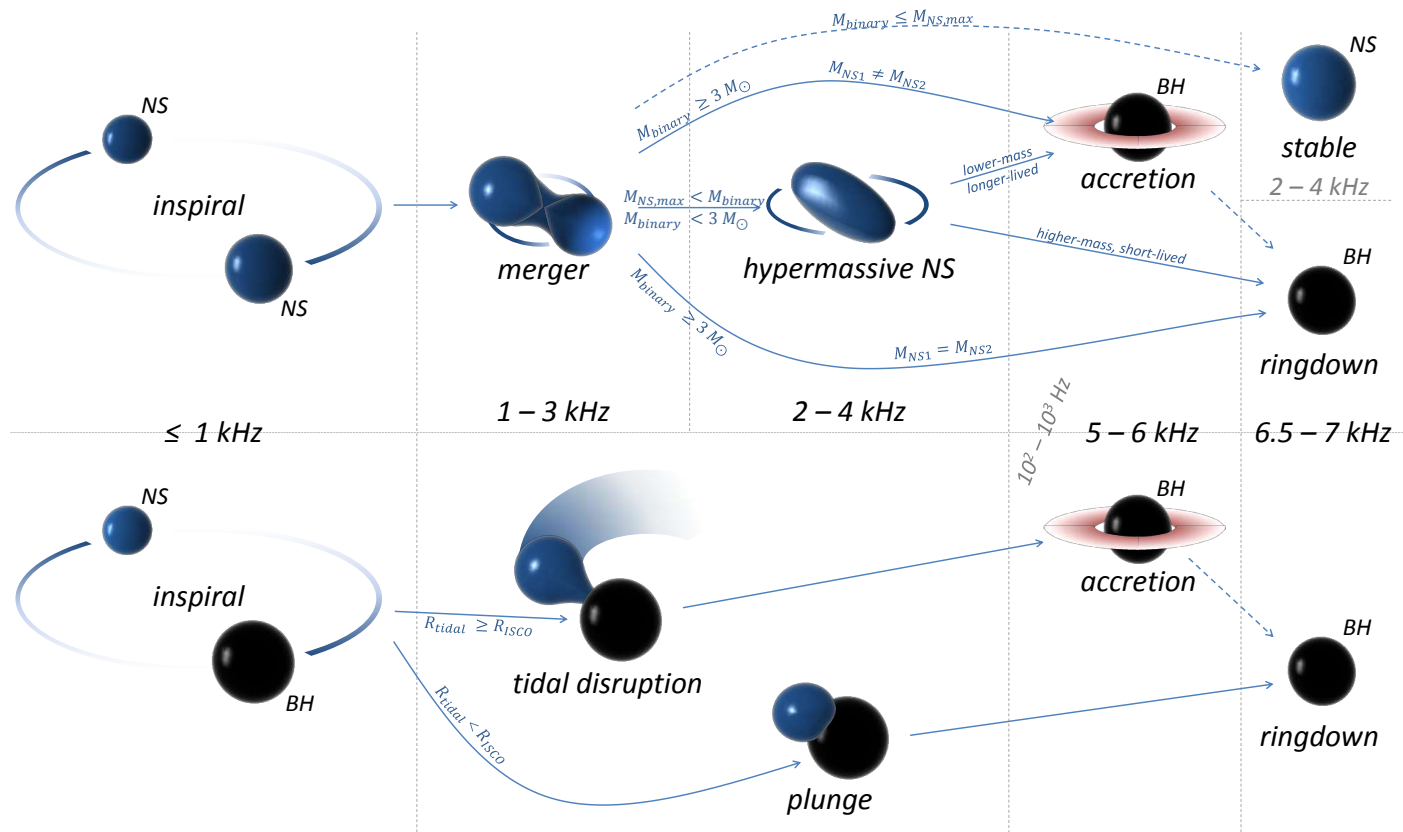 M_binary ≤ M_NS,max
NS
stable
2 – 4 kHz
M_binary ≥ 3 M_⊙
M_NS1 ≠ M_NS2
BH
accretion
NS
inspiral
NS
merger
M_NS,max < M_binary
M_binary < 3 M_⊙
hypermassive NS
lower-mass
longer-lived
higher-mass, short-lived
BH
ringdown
M_binary ≥ 3 M_⊙
M_NS1 = M_NS2
≤ 1 kHz
1 – 3 kHz
2 – 4 kHz
10² – 10³ Hz
5 – 6 kHz
6.5 – 7 kHz
NS
inspiral
BH
R_tidal ≥ R_ISCO
tidal disruption
R_tidal < R_ISCO
plunge
BH
accretion
BH
ringdown